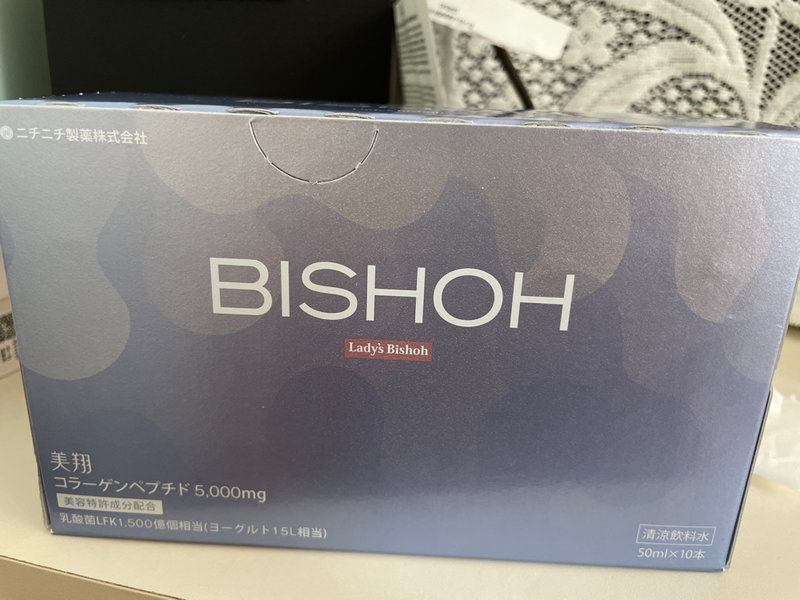 ニチニチ製薬株式会社
BISHOH
Lady's Bishoh
美翔
コラーゲンペプチド 5,000mg
美容特許成分配合
乳酸菌LFK1,500億個相当(ヨーグルト15L相当)
清涼飲料水
50ml×10本